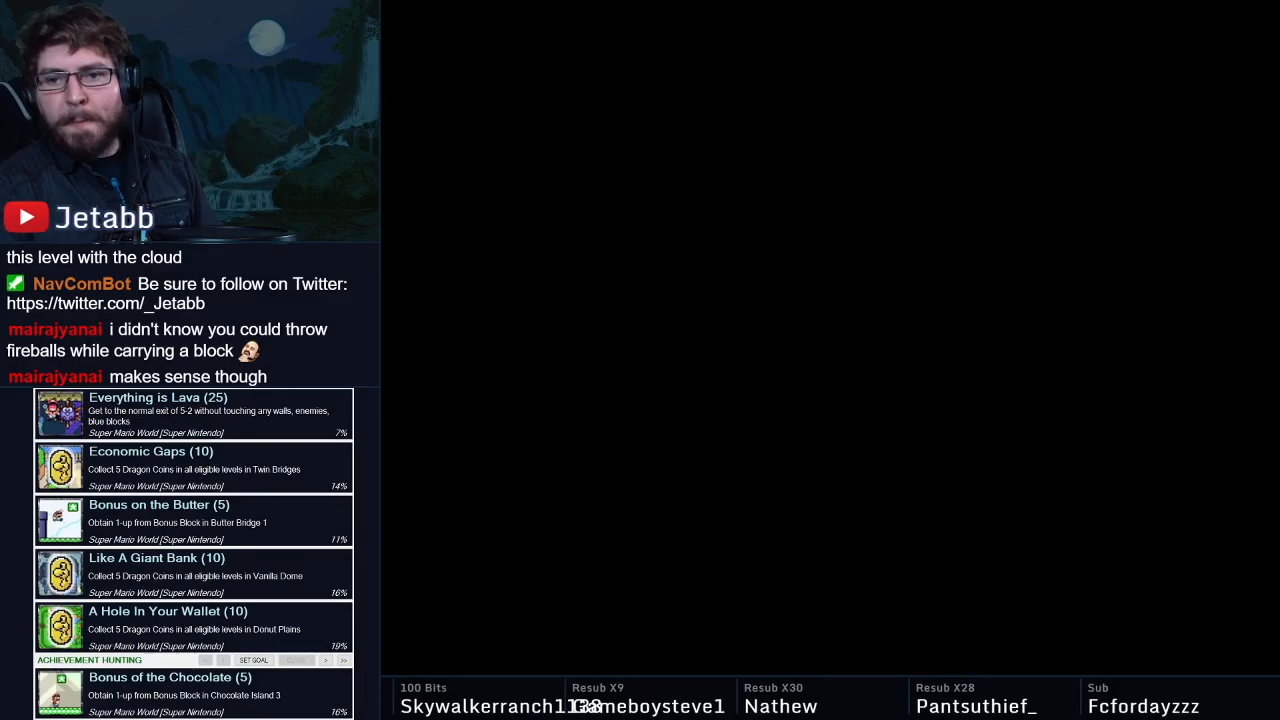 Jetabb
this level with the cloud
NavComBot Be sure to follow on Twitter:
https://twitter.com/_Jetabb
mairajyanai i didn't know you could throw
fireballs while carrying a block
mairajyanai makes sense though
Everything is Lava (25)
Get to the normal exit of 5-2 without touching any walls, enemies,
blue blocks
Super Mario World [Super Nintendo] 7%
Economic Gaps (10)
Collect 5 Dragon Coins in all eligible levels in Twin Bridges
Super Mario World [Super Nintendo] 14%
Bonus on the Butter (5)
Obtain 1-up from Bonus Block in Butter Bridge 1
Super Mario World [Super Nintendo] 11%
Like A Giant Bank (10)
Collect 5 Dragon Coins in all eligible levels in Vanilla Dome
Super Mario World [Super Nintendo] 16%
A Hole In Your Wallet (10)
Collect 5 Dragon Coins in all eligible levels in Donut Plains
Super Mario World [Super Nintendo] 19%
ACHIEVEMENT HUNTING SET GOAL > >>
Bonus of the Chocolate (5)
Obtain 1-up from Bonus Block in Chocolate Island 3
Super Mario World [Super Nintendo] 16%
100 Bits Resub X9 Resub X30 Resub X28 Sub
Skywalkerranch1138 Gameboysteve1 Nathew Pantsuthief_ Fcfordayzzz